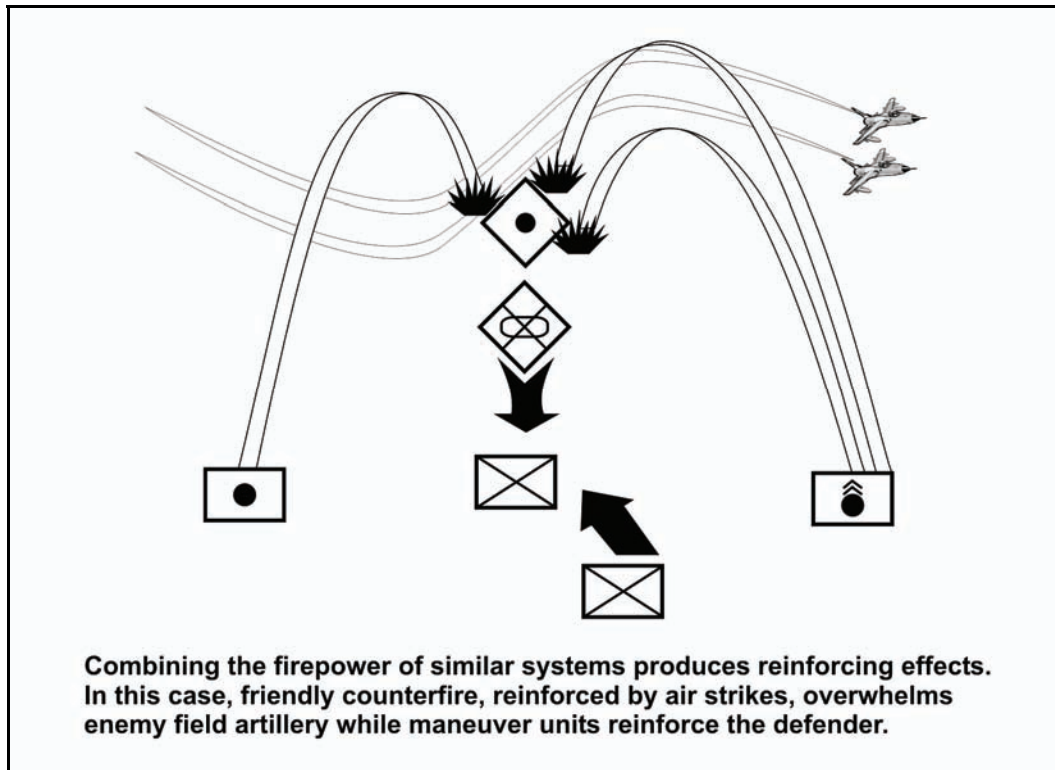 Combining the firepower of similar systems produces reinforcing effects.
In this case, friendly counterfire, reinforced by air strikes, overwhelms
enemy field artillery while maneuver units reinforce the defender.